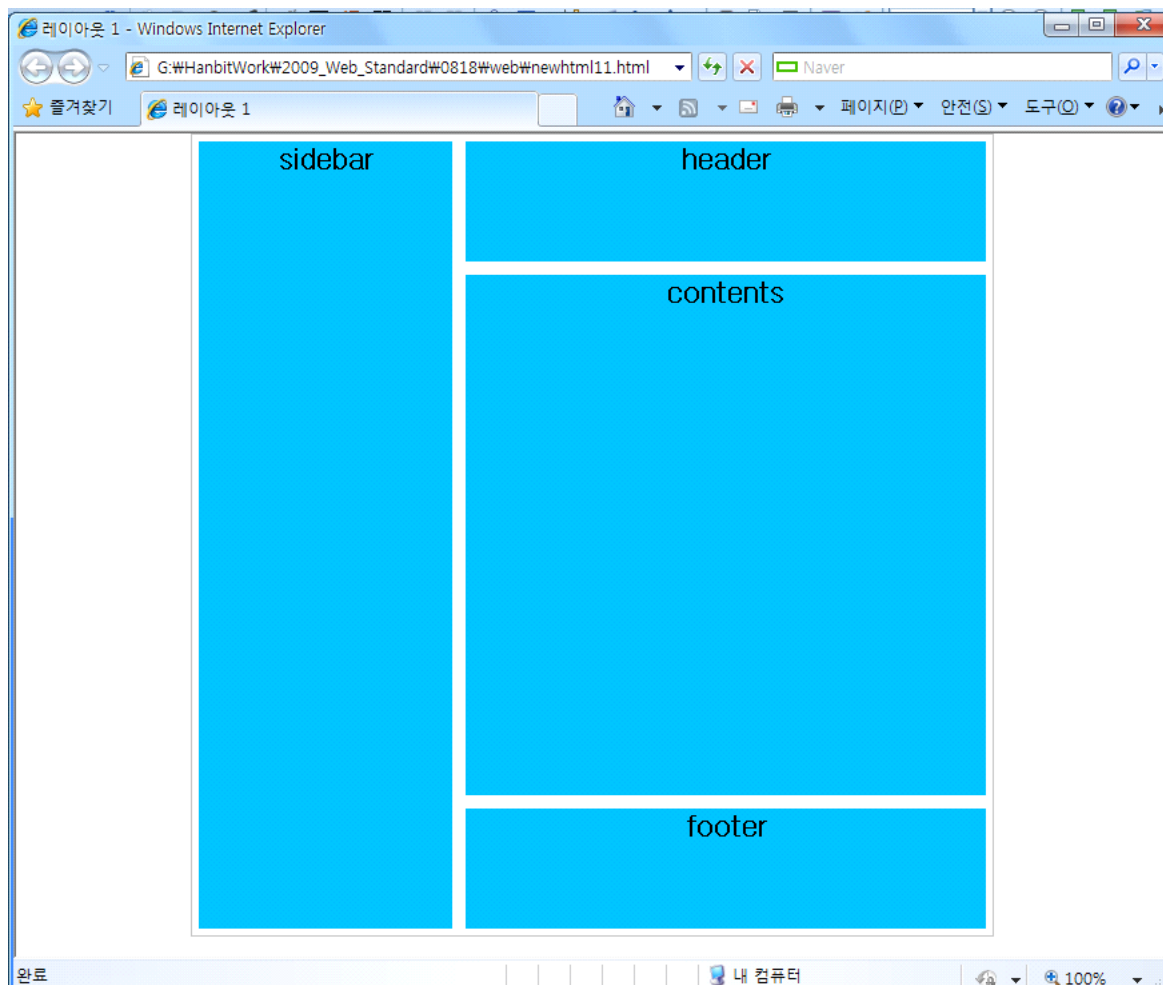 레이아웃 1 - Windows Internet Explorer
G:₩HanbitWork₩2009_Web_Standard₩0818₩web₩newhtml11.html
Naver
즐겨찾기
레이아웃 1
페이지(P)
안전(S)
도구(O)
sidebar
header
contents
footer
완료
내 컴퓨터
100%